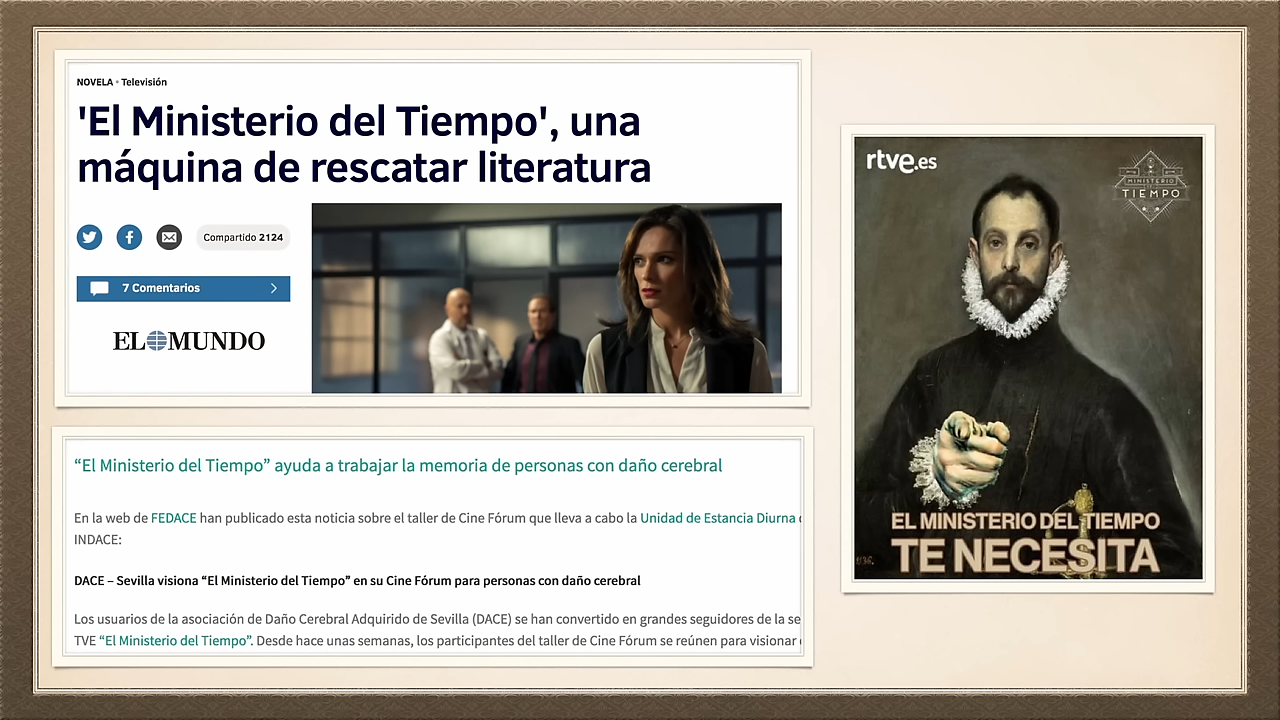 NOVELA • Televisión
'El Ministerio del Tiempo', una
máquina de rescatar literatura
Compartido 2124
7 Comentarios
EL MUNDO
“El Ministerio del Tiempo” ayuda a trabajar la memoria de personas con daño cerebral
En la web de FEDACE han publicado esta noticia sobre el taller de Cine Fórum que lleva a cabo la Unidad de Estancia Diurna
INDACE:
DACE – Sevilla visiona “El Ministerio del Tiempo” en su Cine Fórum para personas con daño cerebral
Los usuarios de la asociación de Daño Cerebral Adquirido de Sevilla (DACE) se han convertido en grandes seguidores de la se
TVE “El Ministerio del Tiempo”. Desde hace unas semanas, los participantes del taller de Cine Fórum se reúnen para visionar
rtve.es
MINISTERIO
TIEMPO
EL MINISTERIO DEL TIEMPO
TE NECESITA